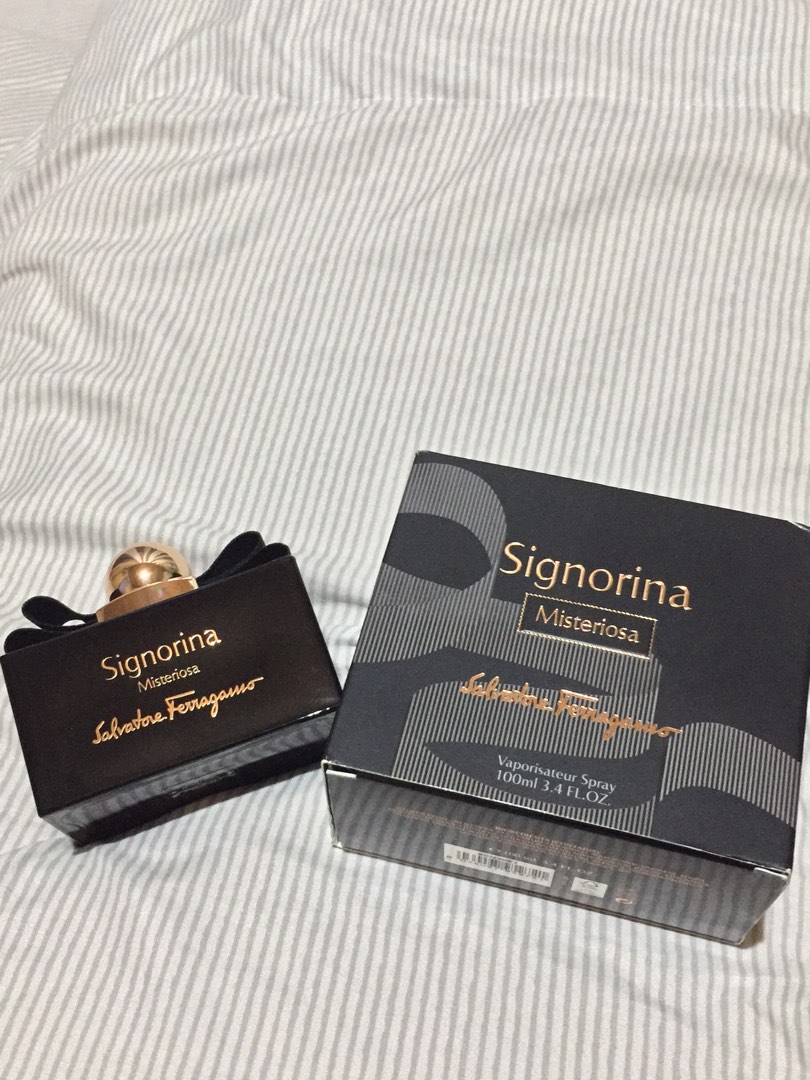 Signorina
Misteriosa
Salvatore Ferragamo
Signorina
Misteriosa
Salvatore Ferragamo
Vaporisateur Spray
100ml 3.4 FL.OZ.